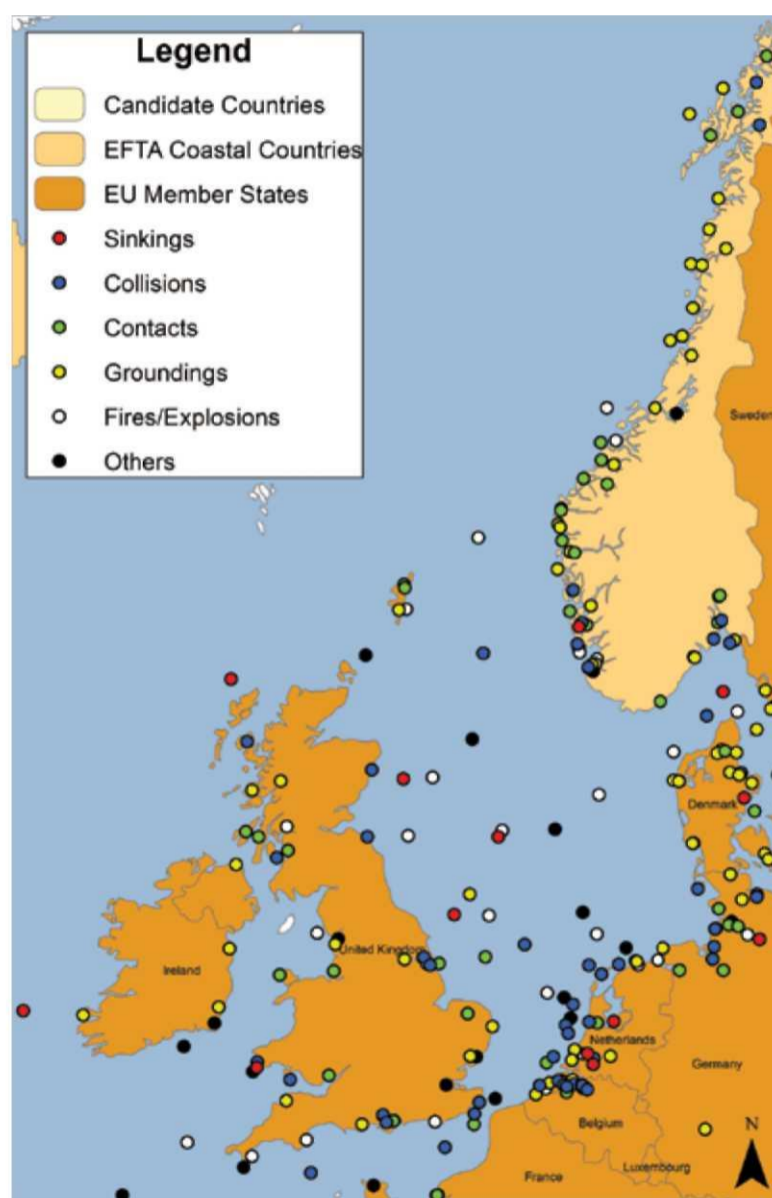 Legend
Candidate Countries
EFTA Coastal Countries
EU Member States
Sinkings
Collisions
Contacts
Groundings
Fires/Explosions
Others
Sweden
Denmark
United Kingdom
Ireland
Netherlands
Germany
Belgium
N
Luxembourg
France